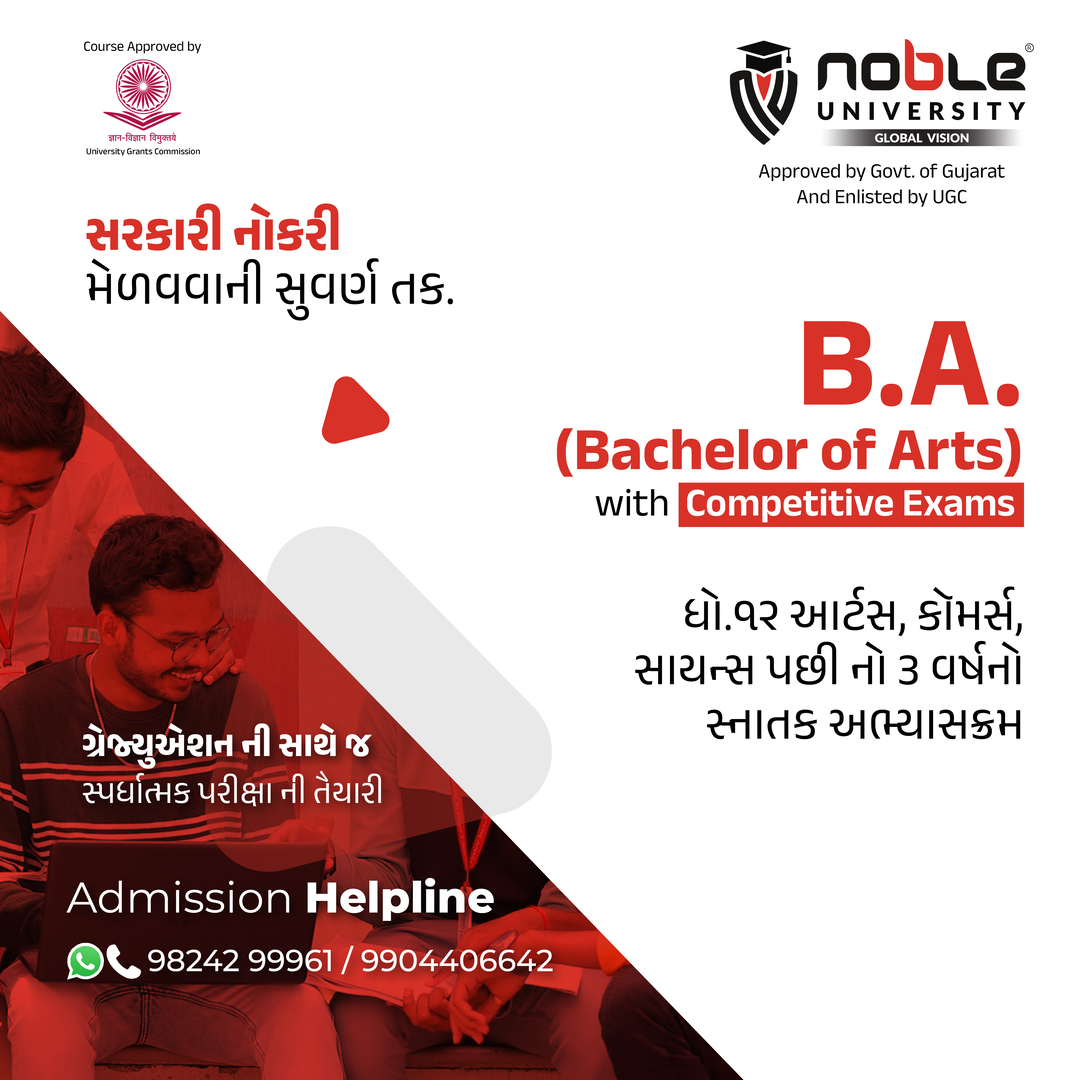 Course Approved by
ज्ञान-विज्ञान विमुक्तये
University Grants Commission
noble®
UNIVERSITY
GLOBAL VISION
Approved by Govt. of Gujarat
And Enlisted by UGC
સરકારી નોકરી
મેળવવાની સુવર્ણ તક.
B.A.
(Bachelor of Arts)
with Competitive Exams
ધો.૧૨ આર્ટસ, કૉમર્સ,
સાયન્સ પછી નો ૩ વર્ષનો
સ્નાતક અભ્યાસક્રમ
ગ્રેજ્યુએશન ની સાથે જ
સ્પર્ધાત્મક પરીક્ષા ની તૈયારી
Admission Helpline
98242 99961 / 9904406642